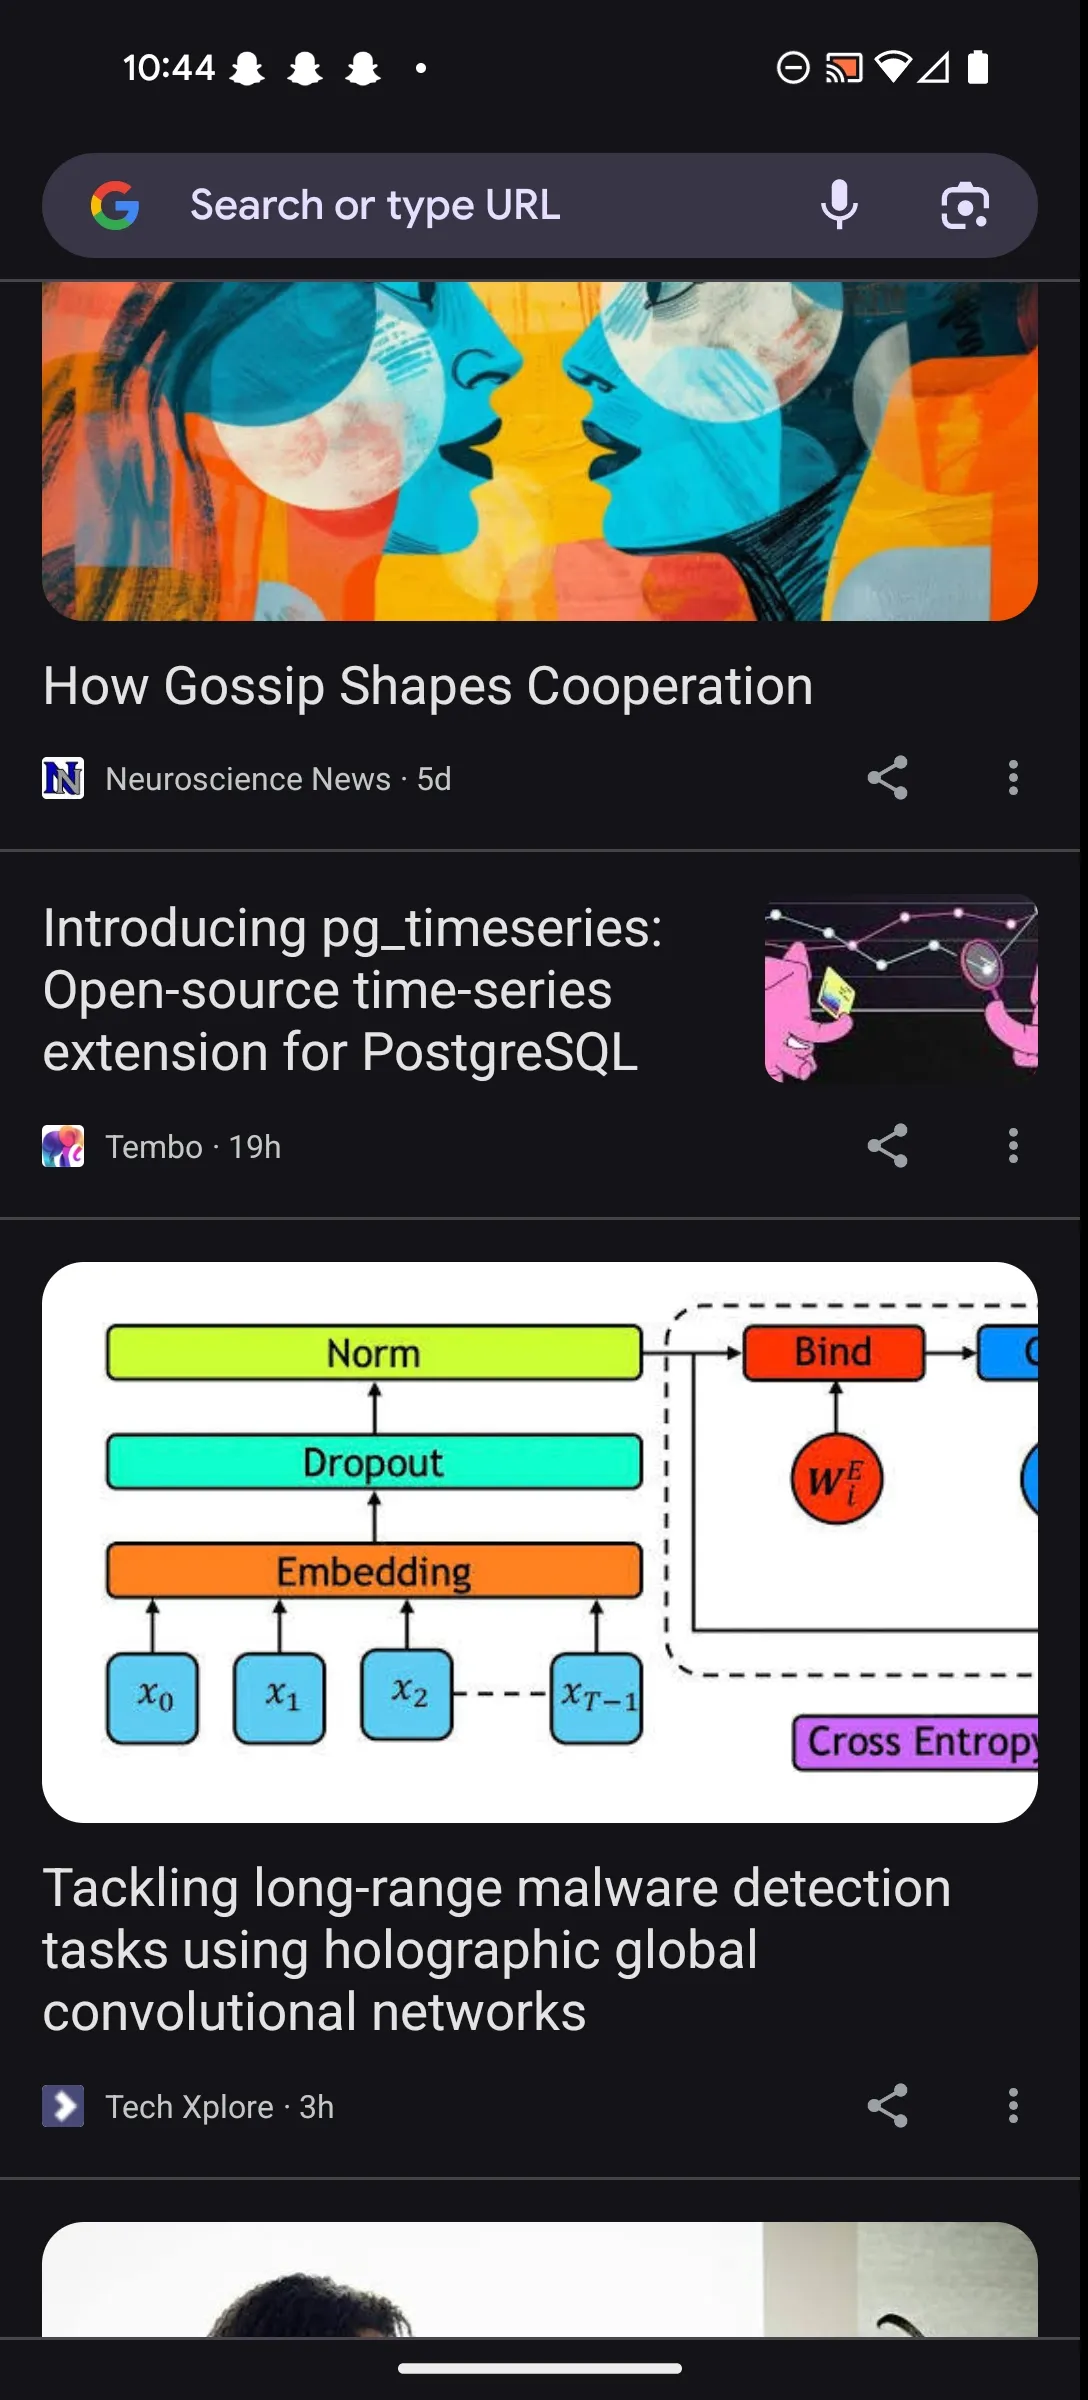 10:44
Search or type URL
How Gossip Shapes Cooperation
Neuroscience News · 5d
Introducing pg_timeseries:
Open-source time-series
extension for PostgreSQL
Tembo · 19h
Norm
Bind
Dropout
W_i^E
Embedding
x_0 x_1 x_2 x_{T-1}
Cross Entropy
Tackling long-range malware detection
tasks using holographic global
convolutional networks
Tech Xplore · 3h